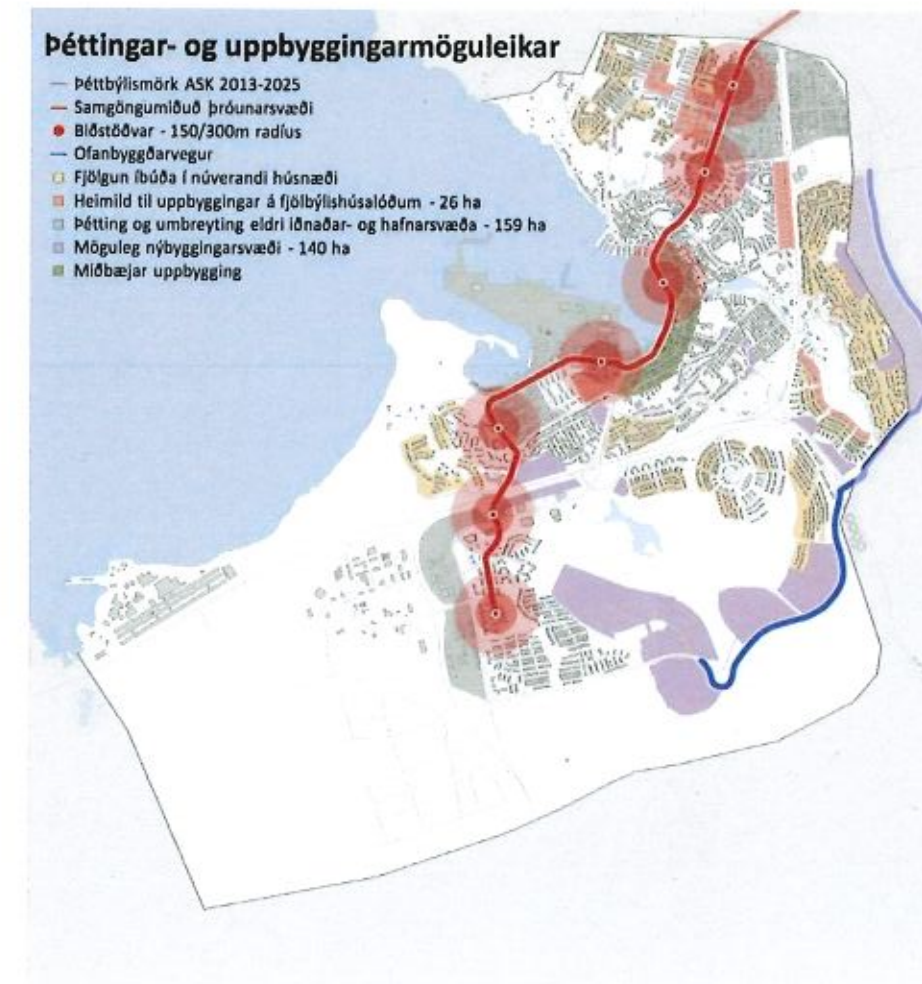 Þéttingar- og uppbyggingarmöguleikar
Þéttbýlismörk ASK 2013-2025
Samgöngumiðuð þróunarsvæði
Biðstöðvar - 150/300m radíus
Ofanbyggðarvegur
Fjölgun íbúða í núverandi húsnæði
Heimild til uppbyggingar á fjölbýlishúsalóðum - 26 ha
Þétting og umbreyting eldri iðnaðar- og hafnarsvæða - 159 ha
Möguleg nýbyggingarsvæði - 140 ha
Miðbæjar uppbygging